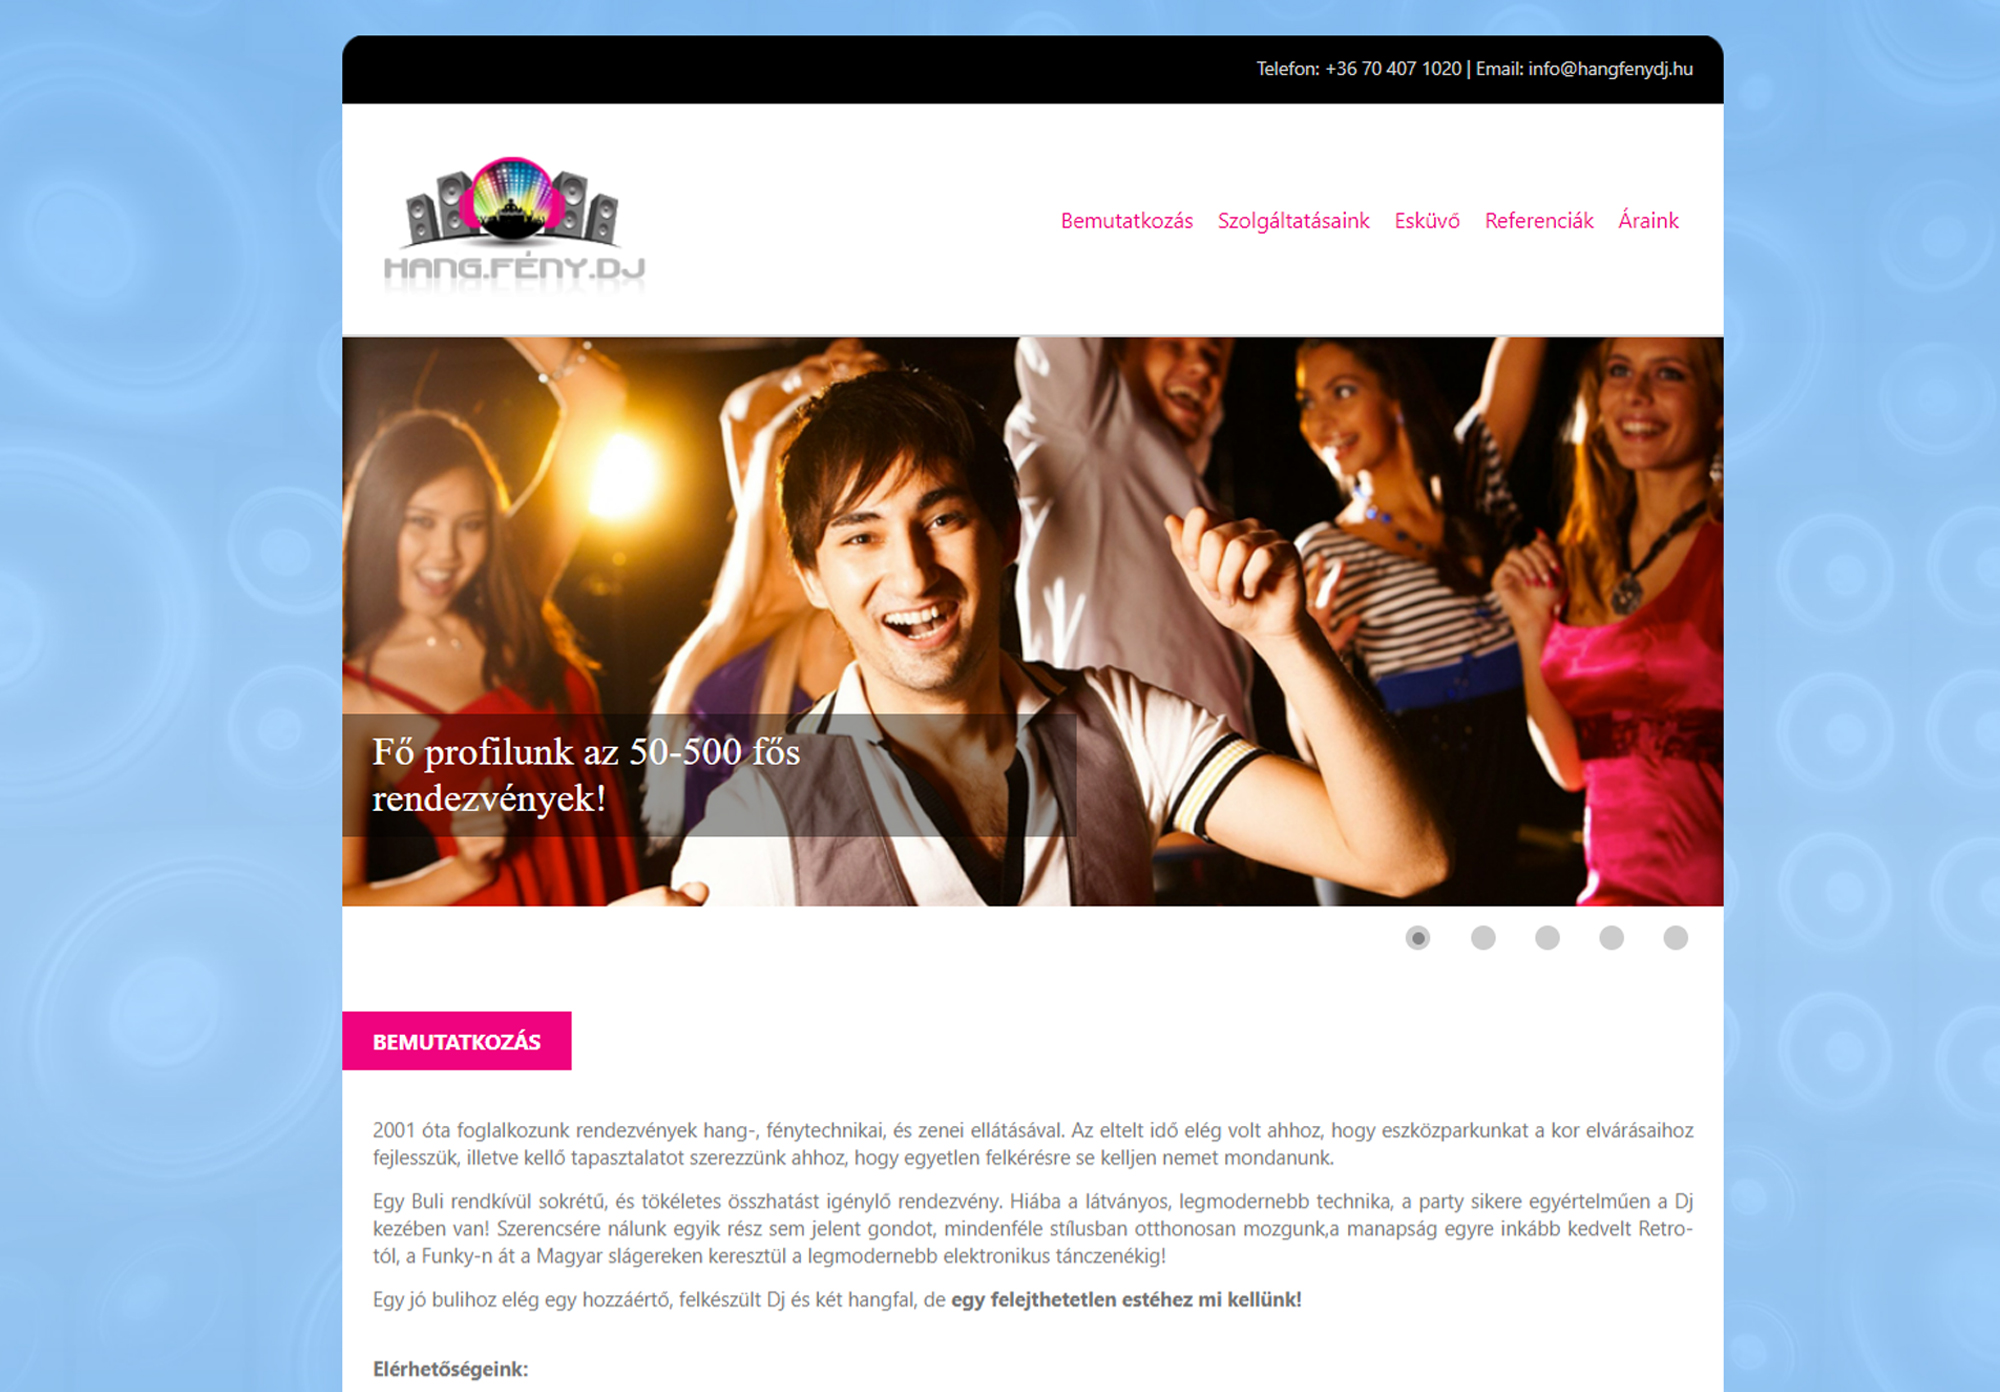 Telefon: +36 70 407 1020 | Email: info@hangfenydj.hu
HANG.FÉNY.DJ
Bemutatkozás Szolgáltatásaink Esküvő Referenciák Áraink
Fő profilunk az 50-500 fős
rendezvények!
BEMUTATKOZÁS
2001 óta foglalkozunk rendezvények hang-, fénytechnikai, és zenei ellátásával. Az eltelt idő elég volt ahhoz, hogy eszközparkunkat a kor elvárásaihoz
fejlesszük, illetve kellő tapasztalatot szerezzünk ahhoz, hogy egyetlen felkérésre se kelljen nemet mondanunk.
Egy Buli rendkívül sokrétű, és tökéletes összhatást igénylő rendezvény. Hiába a látványos, legmodernebb technika, a party sikere egyértelműen a Dj
kezében van! Szerencsére nálunk egyik rész sem jelent gondot, mindenféle stílusban otthonosan mozgunk,a manapság egyre inkább kedvelt Retro-
tól, a Funky-n át a Magyar slágereken keresztül a legmodernebb elektronikus tánczenékig!
Egy jó bulihoz elég egy hozzáértő, felkészült Dj és két hangfal, de egy felejthetetlen estéhez mi kellünk!
Elérhetőségeink: